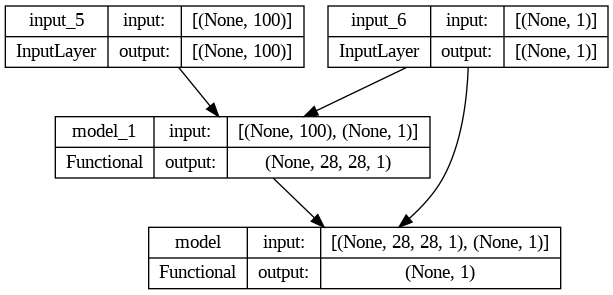 input_5 input: [(None, 100)]
InputLayer output: [(None, 100)]
input_6 input: [(None, 1)]
InputLayer output: [(None, 1)]
model_1 input: [(None, 100), (None, 1)]
Functional output: (None, 28, 28, 1)
model input: [(None, 28, 28, 1), (None, 1)]
Functional output: (None, 1)